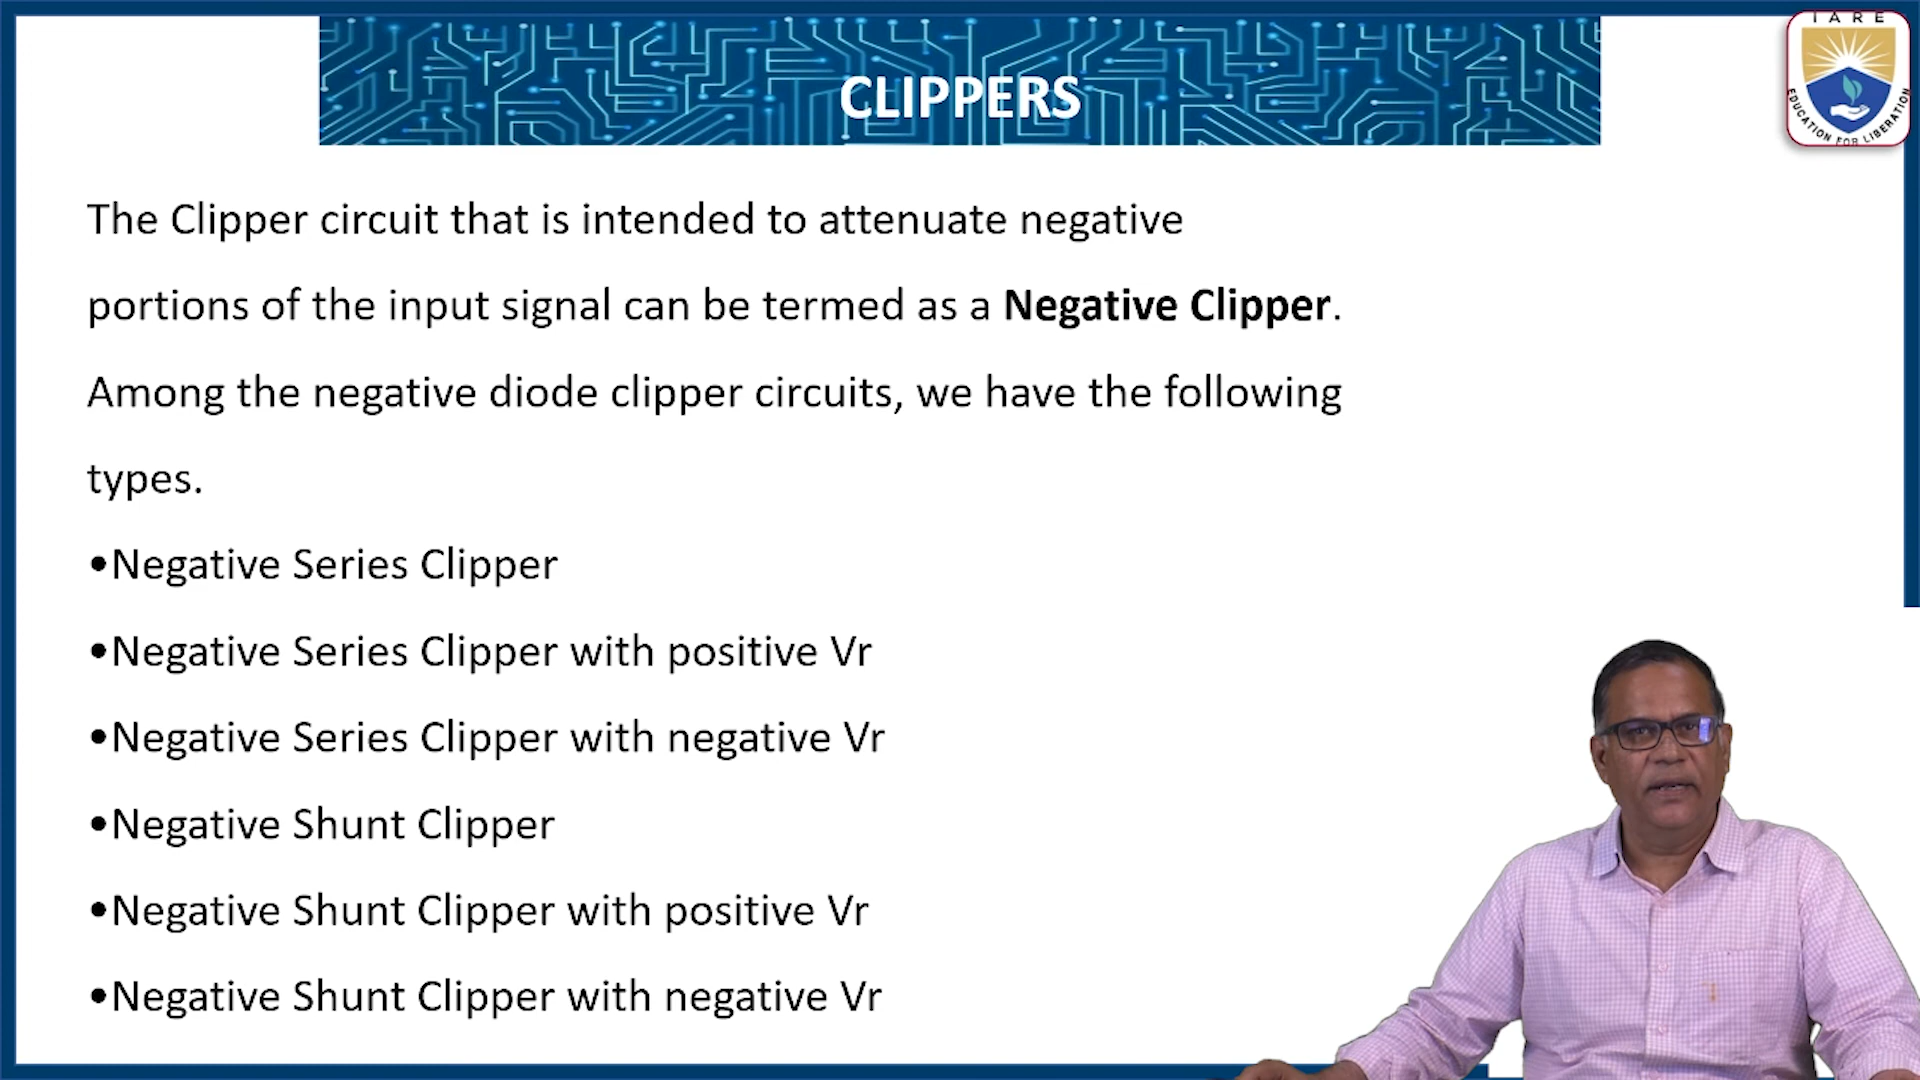 CLIPPERS
IARE
EDUCATION FOR LIBERATION
The Clipper circuit that is intended to attenuate negative
portions of the input signal can be termed as a Negative Clipper.
Among the negative diode clipper circuits, we have the following
types.
•Negative Series Clipper
•Negative Series Clipper with positive Vr
•Negative Series Clipper with negative Vr
•Negative Shunt Clipper
•Negative Shunt Clipper with positive Vr
•Negative Shunt Clipper with negative Vr